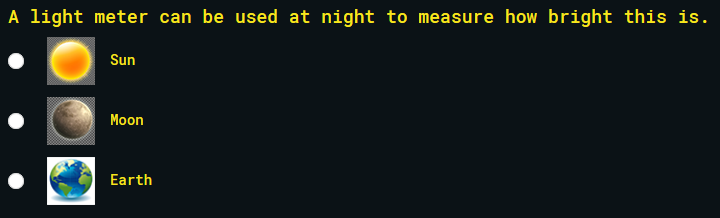 A light meter can be used at night to measure how bright this is.
Sun
Moon
Earth